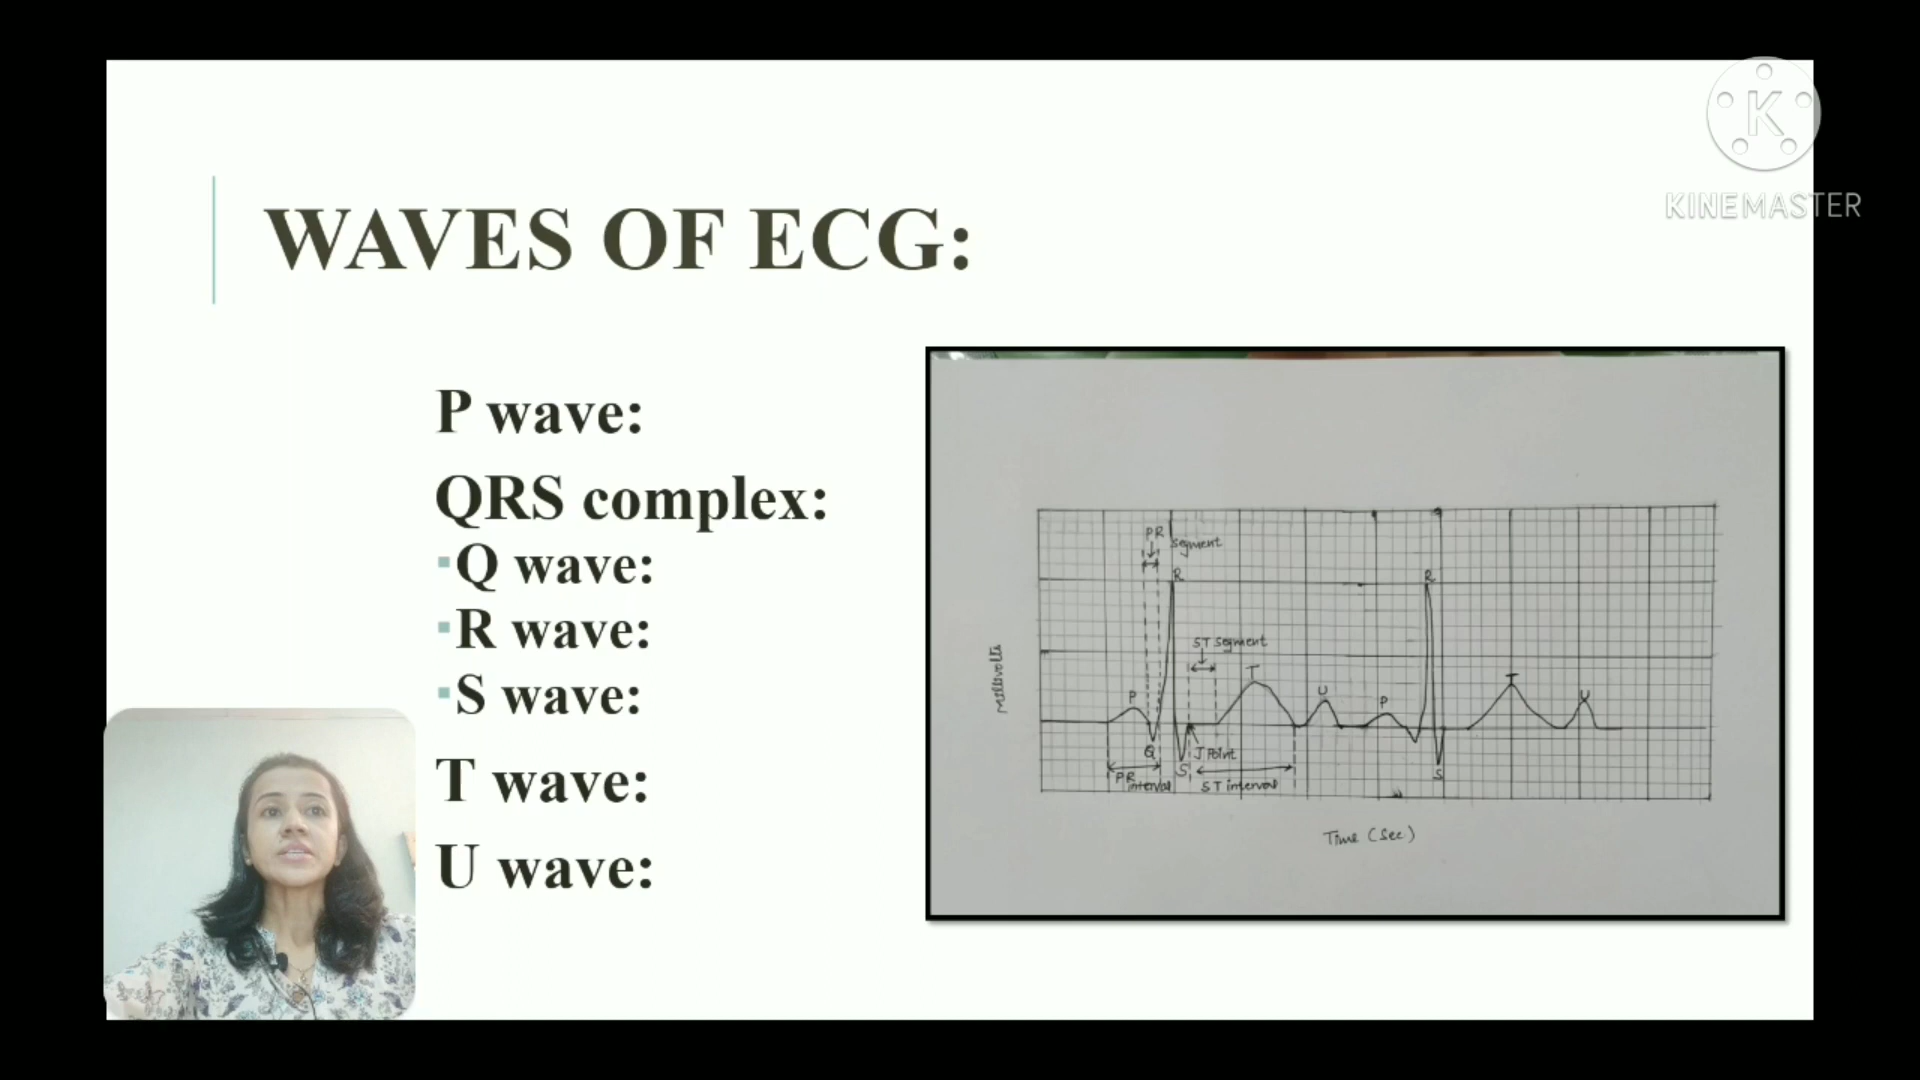 WAVES OF ECG:
P wave:
QRS complex:
▪Q wave:
▪R wave:
▪S wave:
T wave:
U wave:
K
KINEMASTER
PR
segment
R
R
ST segment
T
T
P
U
P
U
Millivolts
Q
J Point
S
S
PR
interval
ST interval
Time (Sec)